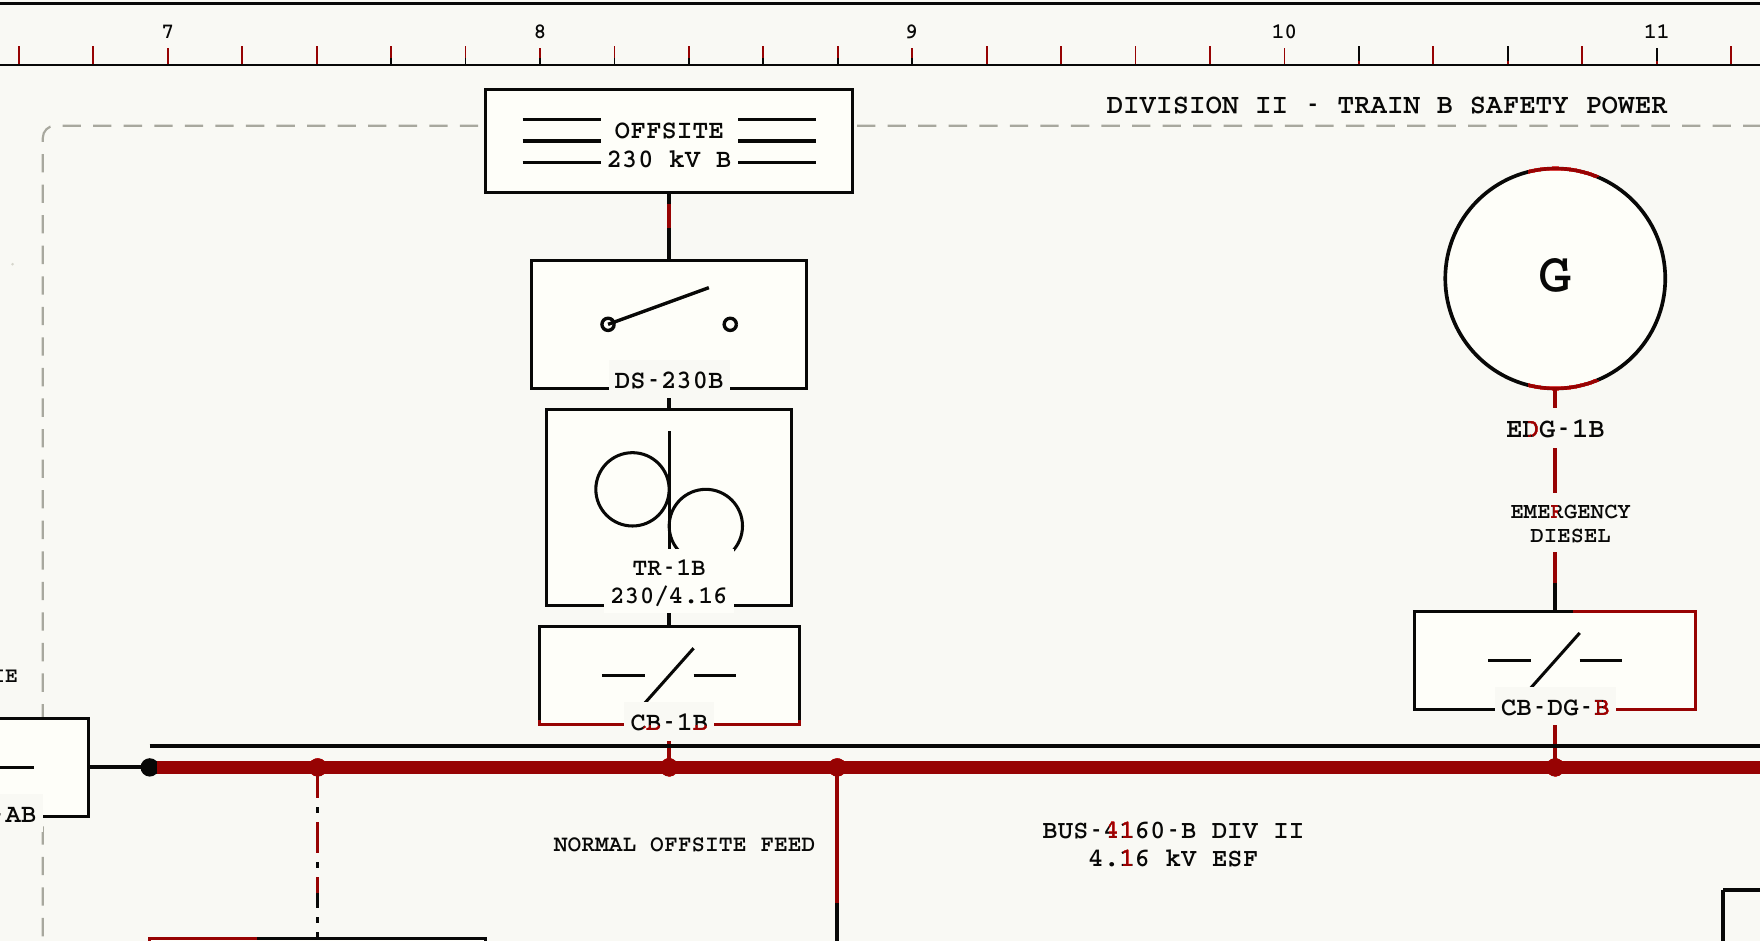 7 8 9 10 11
DIVISION II - TRAIN B SAFETY POWER
OFFSITE
230 kV B
G
DS-230B
EDG-1B
EMERGENCY
DIESEL
TR-1B
230/4.16
CB-DG-B
CB-1B
AB
NORMAL OFFSITE FEED
BUS-4160-B DIV II
4.16 kV ESF